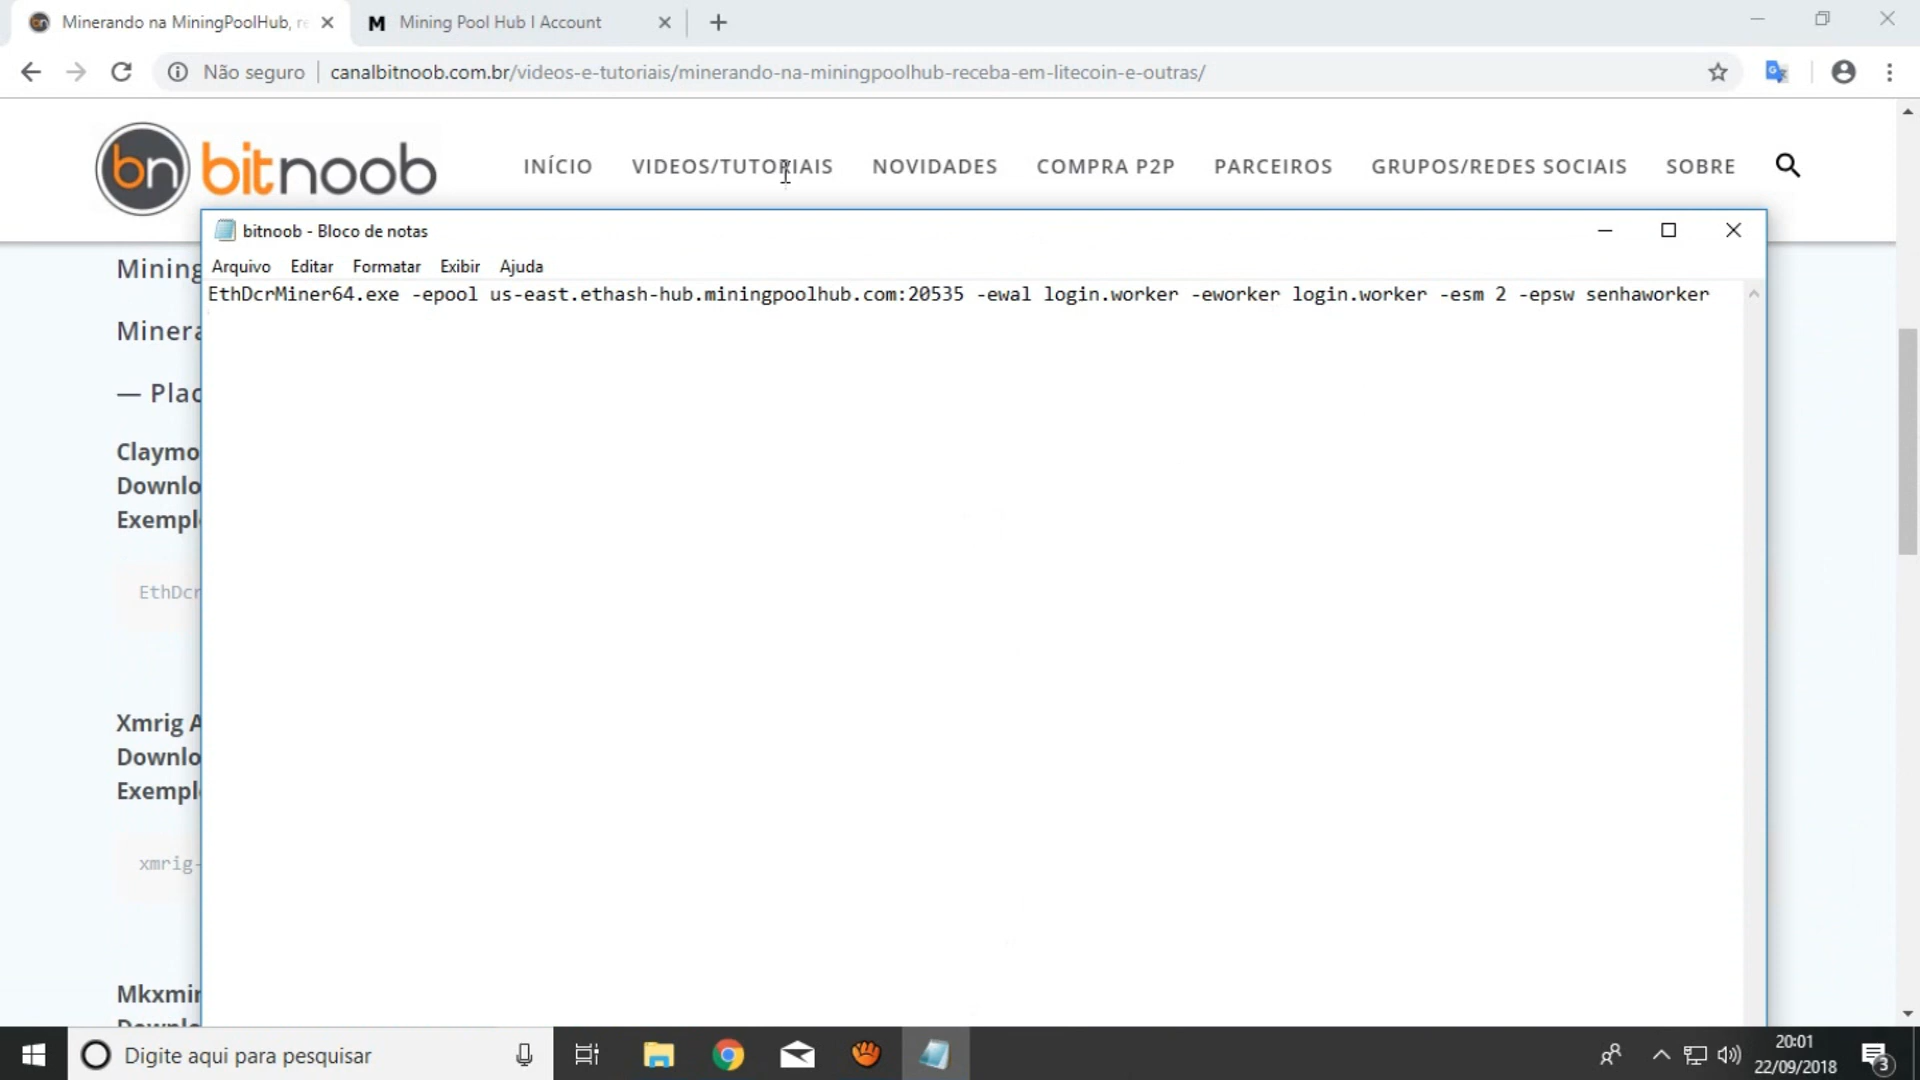 Minerando na MiningPoolHub, re
Mining Pool Hub | Account
Não seguro
canalbitnoob.com.br/videos-e-tutoriais/minerando-na-miningpoolhub-receba-em-litecoin-e-outras/
bn bitnoob
INÍCIO VIDEOS/TUTORIAIS NOVIDADES COMPRA P2P PARCEIROS GRUPOS/REDES SOCIAIS SOBRE
bitnoob - Bloco de notas
Arquivo Editar Formatar Exibir Ajuda
EthDcrMiner64.exe -epool us-east.ethash-hub.miningpoolhub.com:20535 -ewal login.worker -eworker login.worker -esm 2 -epsw senhaworker
Mining
Minera
— Plac
Claymo
Downlo
Exempl
EthDcr
Xmrig A
Downlo
Exempl
xmrig-
Mkxmin
Digite aqui para pesquisar
20:01
22/09/2018
3